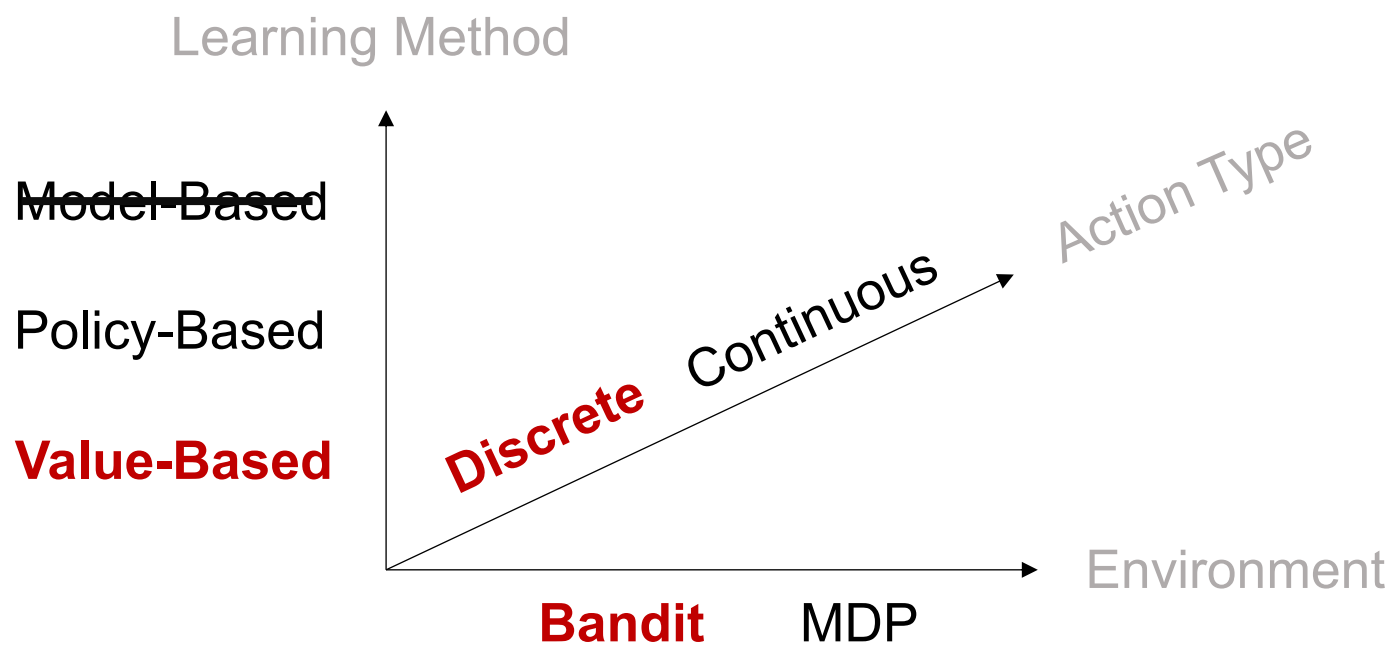 Learning Method
Model-Based
Policy-Based
Value-Based
Discrete
Continuous
Action Type
Environment
Bandit
MDP